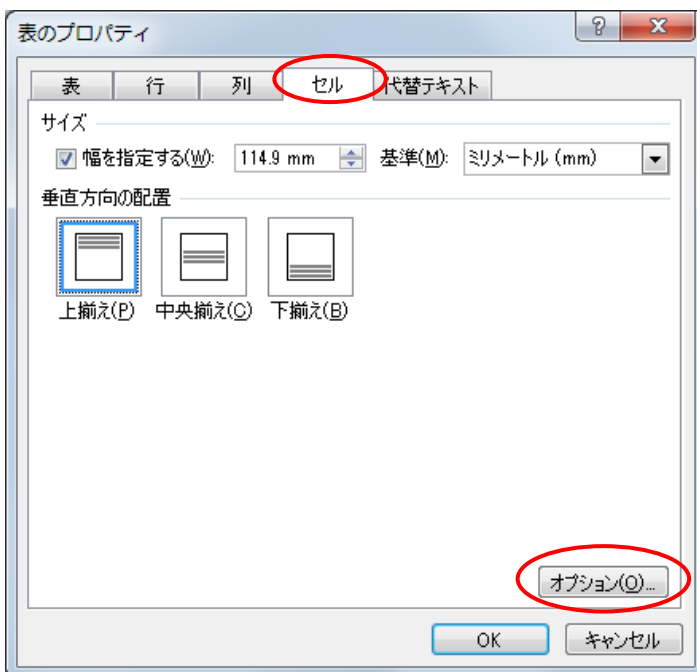 表のプロパティ
表 行 列 セル 代替テキスト
サイズ
幅を指定する(W): 114.9 mm 基準(M): ミリメートル (mm)
垂直方向の配置
上揃え(P) 中央揃え(C) 下揃え(B)
オプション(O)...
OK キャンセル